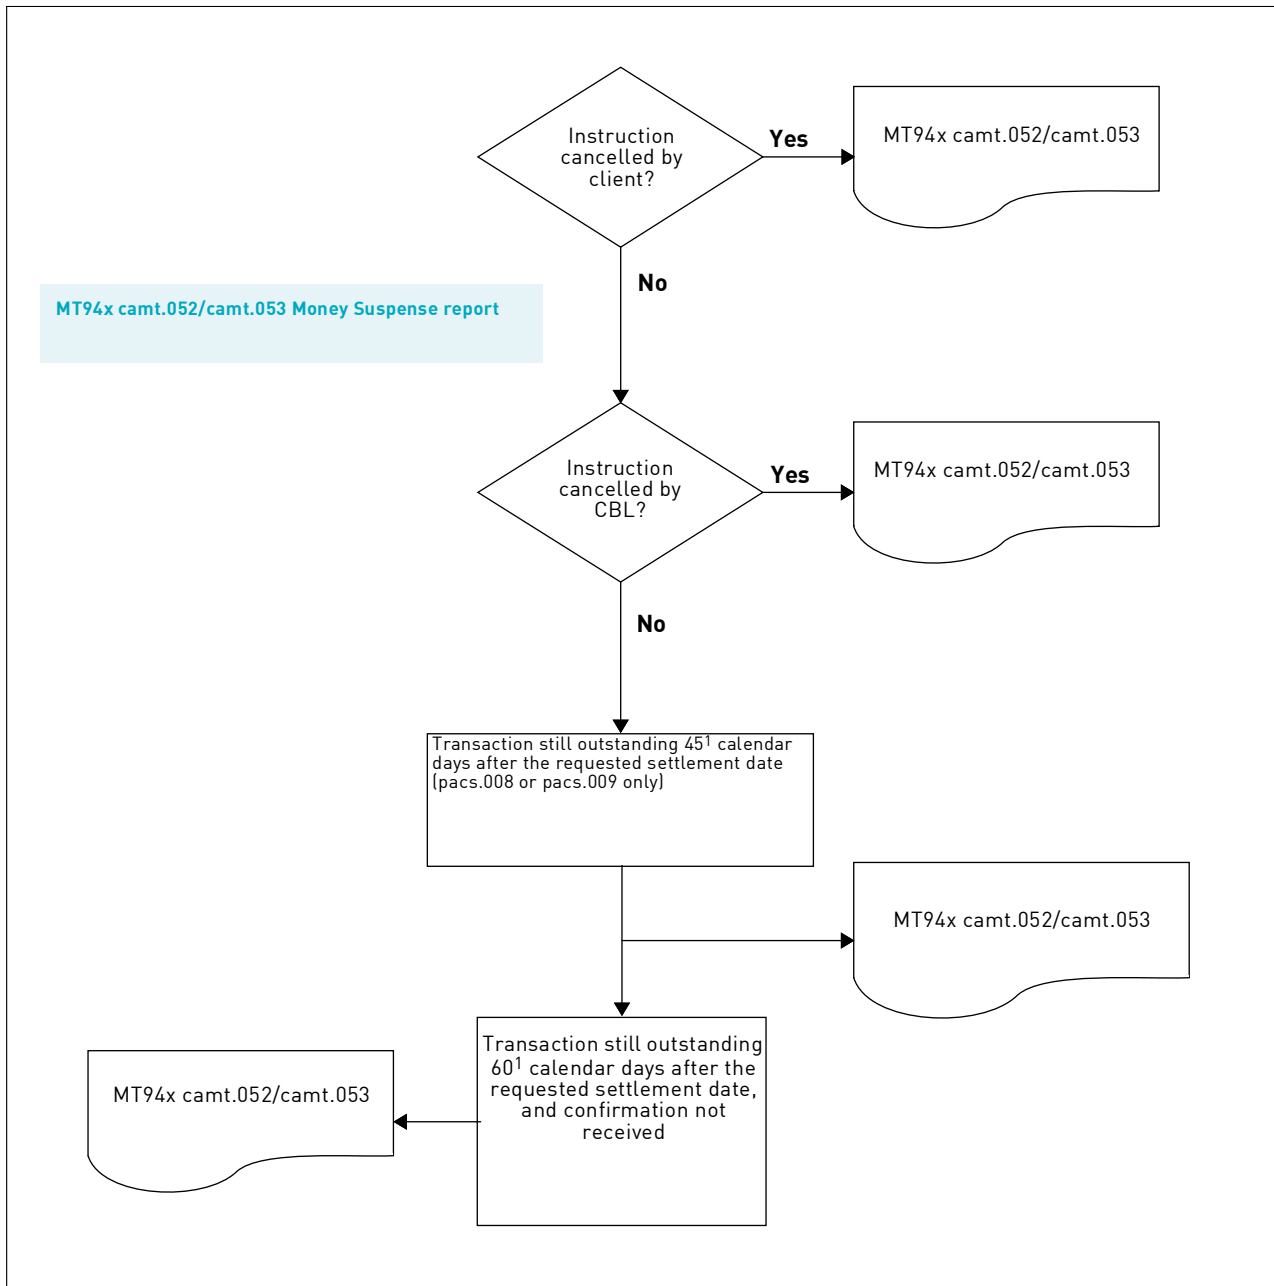 Instruction
cancelled by
client?
Yes
MT94x camt.052/camt.053
No
MT94x camt.052/camt.053 Money Suspense report
Instruction
cancelled by
CBL?
Yes
MT94x camt.052/camt.053
No
Transaction still outstanding 45¹ calendar
days after the requested settlement date
(pacs.008 or pacs.009 only)
MT94x camt.052/camt.053
Transaction still outstanding
60¹ calendar days after the
requested settlement date,
and confirmation not
received
MT94x camt.052/camt.053